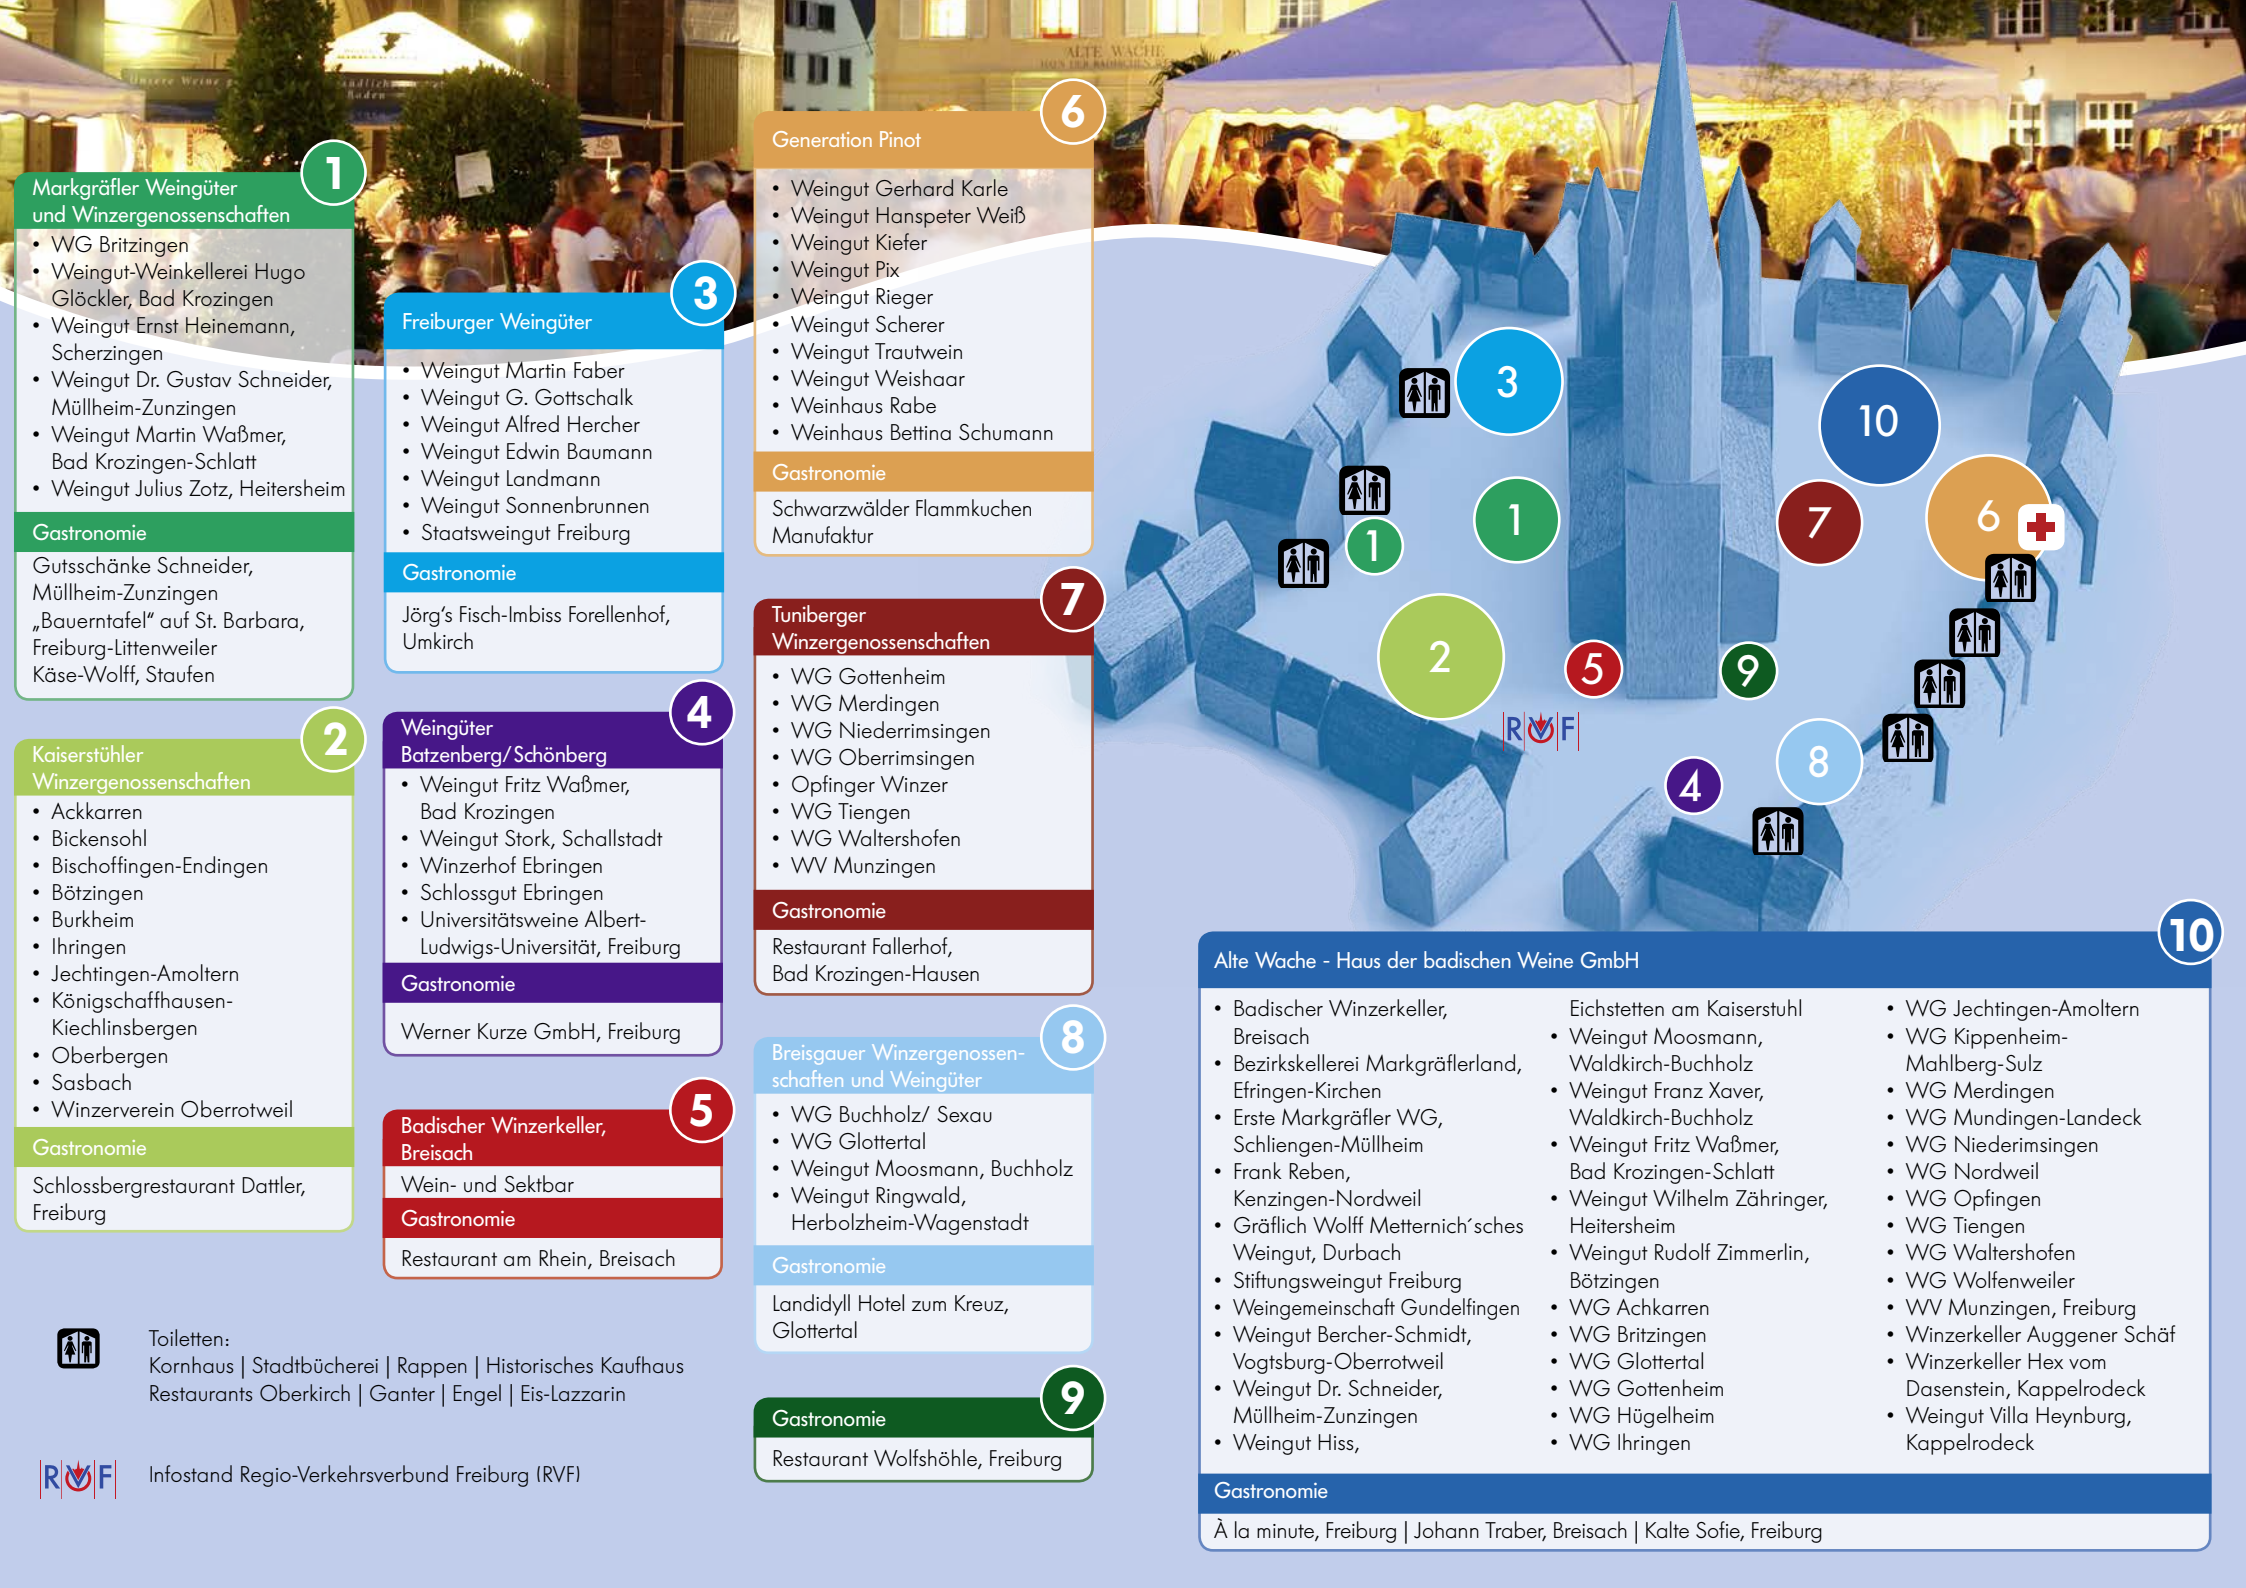 ALTE WACHE
1
Markgräfler Weingüter
und Winzergenossenschaften
• WG Britzingen
• Weingut-Weinkellerei Hugo
Glöckler, Bad Krozingen
• Weingut Ernst Heinemann,
Scherzingen
• Weingut Dr. Gustav Schneider,
Müllheim-Zunzingen
• Weingut Martin Waßmer,
Bad Krozingen-Schlatt
• Weingut Julius Zotz, Heitersheim
Gastronomie
Gutsschänke Schneider,
Müllheim-Zunzingen
„Bauerntafel“ auf St. Barbara,
Freiburg-Littenweiler
Käse-Wolff, Staufen
2
Kaiserstühler
Winzergenossenschaften
• Ackkarren
• Bickensohl
• Bischoffingen-Endingen
• Bötzingen
• Burkheim
• Ihringen
• Jechtingen-Amoltern
• Königschaffhausen-
Kiechlinsbergen
• Oberbergen
• Sasbach
• Winzerverein Oberrotweil
Gastronomie
Schlossbergrestaurant Dattler,
Freiburg
3
Freiburger Weingüter
• Weingut Martin Faber
• Weingut G. Gottschalk
• Weingut Alfred Hercher
• Weingut Edwin Baumann
• Weingut Landmann
• Weingut Sonnenbrunnen
• Staatsweingut Freiburg
Gastronomie
Jörg’s Fisch-Imbiss Forellenhof,
Umkirch
4
Weingüter
Batzenberg/Schönberg
• Weingut Fritz Waßmer,
Bad Krozingen
• Weingut Stork, Schallstadt
• Winzerhof Ebringen
• Schlossgut Ebringen
• Universitätsweine Albert-
Ludwigs-Universität, Freiburg
Gastronomie
Werner Kurze GmbH, Freiburg
5
Badischer Winzerkeller,
Breisach
Wein- und Sektbar
Gastronomie
Restaurant am Rhein, Breisach
6
Generation Pinot
• Weingut Gerhard Karle
• Weingut Hanspeter Weiß
• Weingut Kiefer
• Weingut Pix
• Weingut Rieger
• Weingut Scherer
• Weingut Trautwein
• Weingut Weishaar
• Weinhaus Rabe
• Weinhaus Bettina Schumann
Gastronomie
Schwarzwälder Flammkuchen
Manufaktur
7
Tuniberger
Winzergenossenschaften
• WG Gottenheim
• WG Merdingen
• WG Niederrimsingen
• WG Oberrimsingen
• Opfinger Winzer
• WG Tiengen
• WG Waltershofen
• WV Munzingen
Gastronomie
Restaurant Fallerhof,
Bad Krozingen-Hausen
8
Breisgauer Winzergenossen-
schaften und Weingüter
• WG Buchholz/ Sexau
• WG Glottertal
• Weingut Moosmann, Buchholz
• Weingut Ringwald,
Herbolzheim-Wagenstadt
Gastronomie
Landidyll Hotel zum Kreuz,
Glottertal
9
Gastronomie
Restaurant Wolfshöhle, Freiburg
Toiletten:
Kornhaus | Stadtbücherei | Rappen | Historisches Kaufhaus
Restaurants Oberkirch | Ganter | Engel | Eis-Lazzarin
RVF
Infostand Regio-Verkehrsverbund Freiburg (RVF)
3
10
1
1
7
6
2
5
9
RVF
8
4
10
Alte Wache - Haus der badischen Weine GmbH
• Badischer Winzerkeller,
Breisach
• Bezirkskellerei Markgräflerland,
Efringen-Kirchen
• Erste Markgräfler WG,
Schliengen-Müllheim
• Frank Reben,
Kenzingen-Nordweil
• Gräflich Wolff Metternich´sches
Weingut, Durbach
• Stiftungsweingut Freiburg
• Weingemeinschaft Gundelfingen
• Weingut Bercher-Schmidt,
Vogtsburg-Oberrotweil
• Weingut Dr. Schneider,
Müllheim-Zunzingen
• Weingut Hiss,
Eichstetten am Kaiserstuhl
• Weingut Moosmann,
Waldkirch-Buchholz
• Weingut Franz Xaver,
Waldkirch-Buchholz
• Weingut Fritz Waßmer,
Bad Krozingen-Schlatt
• Weingut Wilhelm Zähringer,
Heitersheim
• Weingut Rudolf Zimmerlin,
Bötzingen
• WG Achkarren
• WG Britzingen
• WG Glottertal
• WG Gottenheim
• WG Hügelheim
• WG Ihringen
• WG Jechtingen-Amoltern
• WG Kippenheim-
Mahlberg-Sulz
• WG Merdingen
• WG Mundingen-Landeck
• WG Niederimsingen
• WG Nordweil
• WG Opfingen
• WG Tiengen
• WG Waltershofen
• WG Wolfenweiler
• WV Munzingen, Freiburg
• Winzerkeller Auggener Schäf
• Winzerkeller Hex vom
Dasenstein, Kappelrodeck
• Weingut Villa Heynburg,
Kappelrodeck
Gastronomie
À la minute, Freiburg | Johann Traber, Breisach | Kalte Sofie, Freiburg